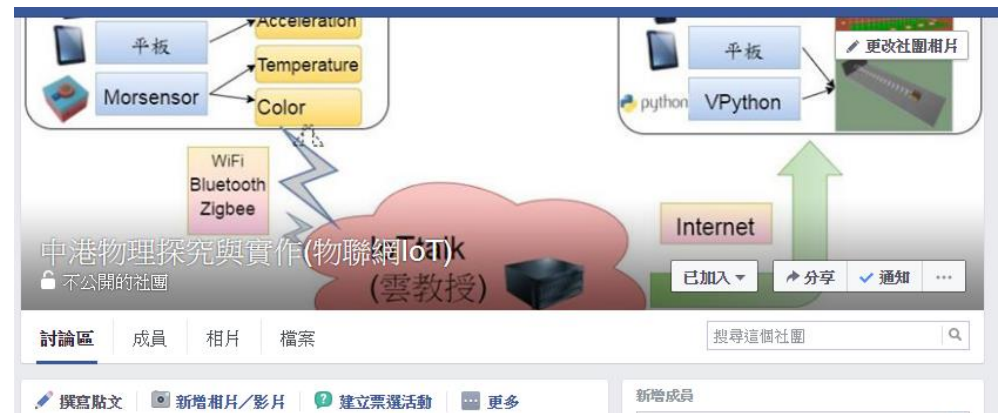 Acceleration
平板
Temperature
Morsensor
Color
平板
更改社團相片
python
VPython
WiFi
Bluetooth
Zigbee
Internet
IoTtalk
(雲教授)
中港物理探究與實作(物聯網IoT)
不公開的社團
已加入
分享
通知
...
討論區 成員 相片 檔案
搜尋這個社團
撰寫貼文 新增相片／影片 建立票選活動 更多
新增成員